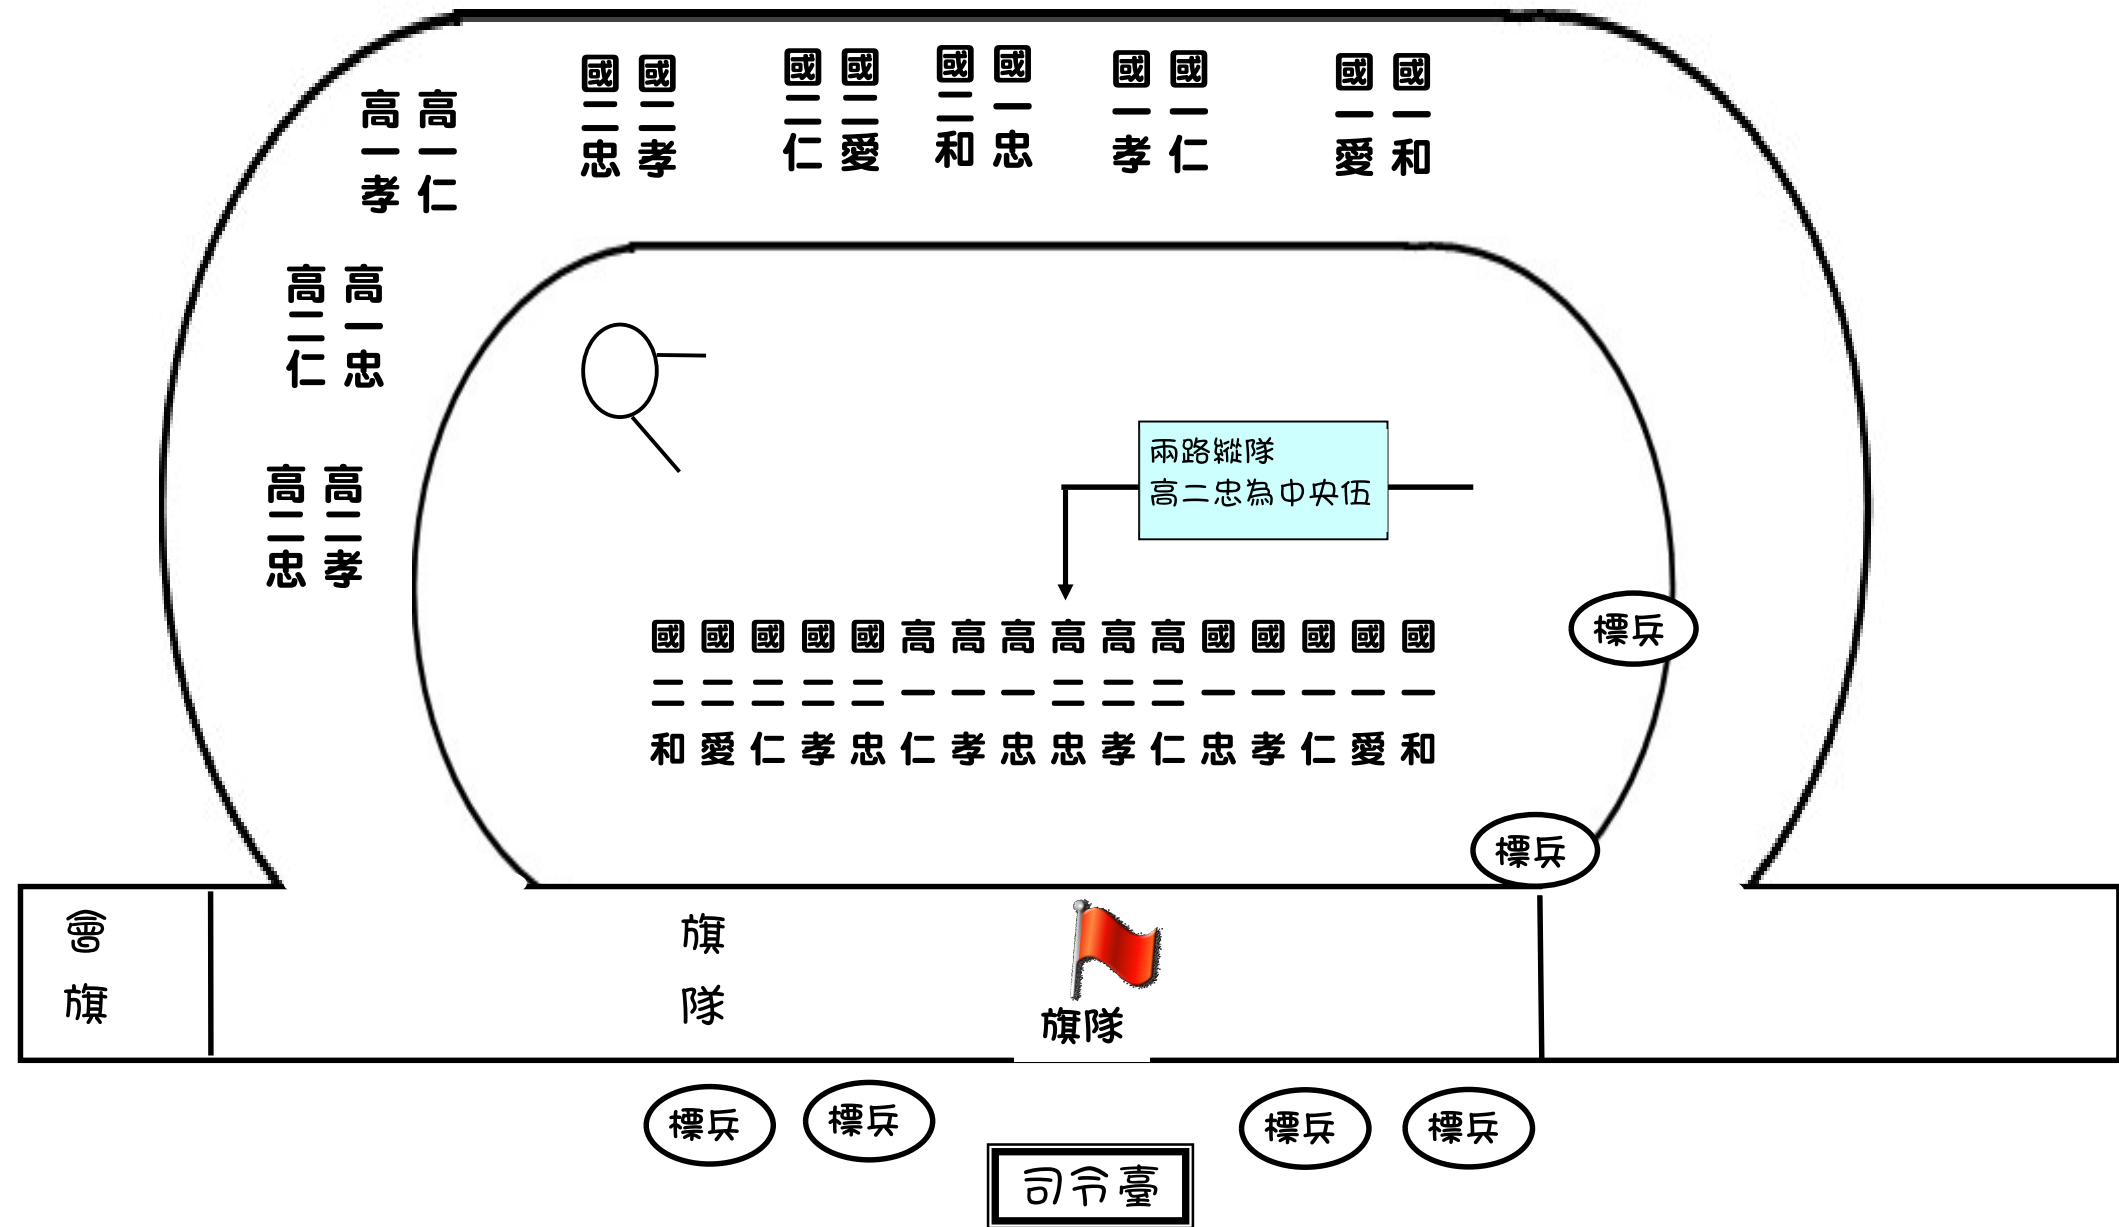 國二忠
國二孝
國二仁
國二愛
國二和
國一忠
國一孝
國一仁
國一愛
國一和
高一孝
高一仁
高二仁
高一忠
高二忠
高二孝
兩路縱隊
高二忠為中央伍
國國國國國高高高高高高國國國國國
二二二二二一一一二二二一一一一一
和愛仁孝忠仁孝忠忠孝仁忠孝仁愛和
標兵
標兵
會旗
旗隊
旗隊
標兵
標兵
標兵
標兵
司令臺